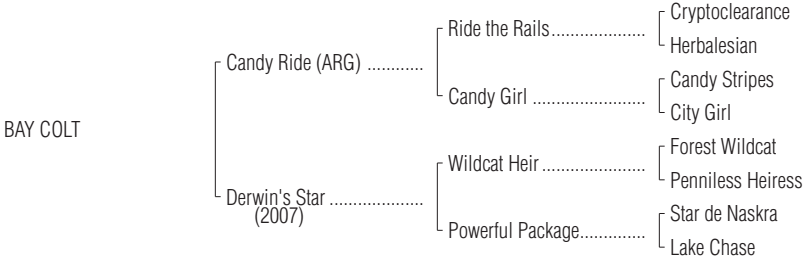 Cryptoclearance
Ride the Rails.....................
Herbalesian
Candy Ride (ARG) ............
Candy Stripes
Candy Girl .........................
City Girl
BAY COLT
Forest Wildcat
Wildcat Heir.......................
Penniless Heiress
Derwin's Star ....................
(2007)
Star de Naskra
Powerful Package..............
Lake Chase